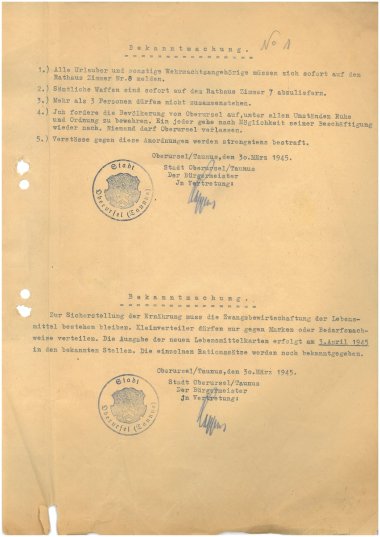 Bekanntmachung.
No 1
1.) Alle Urlauber und sonstige Wehrmachtsangehörige müssen sich sofort auf dem
Rathaus Zimmer Nr.8 melden.
2.) Sämtliche Waffen sind sofort auf dem Rathaus Zimmer 7 abzuliefern.
3.) Mehr als 3 Personen dürfen nicht zusammenstehen.
4.) Jch fordere die Bevölkerung von Oberursel auf, unter allen Umständen Ruhe
und Ordnung zu bewahren. Ein jeder gehe nach Möglichkeit seiner Beschäftigung
wieder nach. Niemand darf Oberursel verlassen.
5.) Verstösse gegen diese Anordnungen werden strengstens bestraft.
Oberursel/Taunus, den 30.März 1945.
Stadt Oberursel/Taunus
Der Bürgermeister
Jn Vertretung:
Stadt
Oberursel (Taunus)
Bekanntmachung.
Zur Sicherstellung der Ernährung muss die Zwangsbewirtschaftung der Lebens-
mittel bestehen bleiben. Kleinverteiler dürfen nur gegen Marken oder Bedarfsnach-
weise verteilen. Die Ausgabe der neuen Lebensmittelkarten erfolgt am 3.April 1945
in den bekannten Stellen. Die einzelnen Rationssätze werden noch bekanntgegeben.
Oberursel/Taunus, den 30.März 1945.
Stadt Oberursel/Taunus
Der Bürgermeister
Jn Vertretung:
Stadt
Oberursel (Taunus)